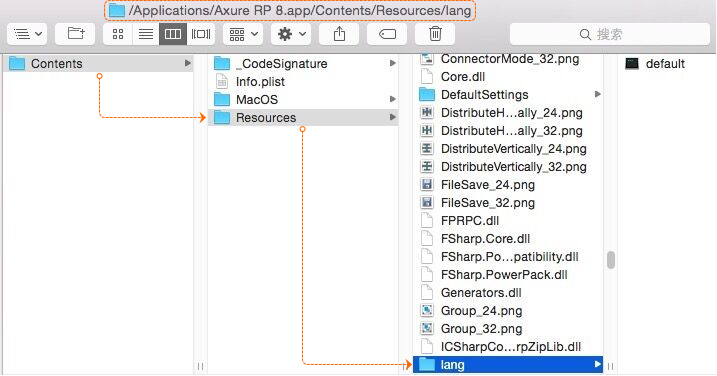 /Applications/Axure RP 8.app/Contents/Resources/lang
搜索
Contents
_CodeSignature
Info.plist
MacOS
Resources
ConnectorMode_32.png
Core.dll
DefaultSettings
DistributeH...ally_24.png
DistributeH...ally_32.png
DistributeVertically_24.png
DistributeVertically_32.png
FileSave_24.png
FileSave_32.png
FPRPC.dll
FSharp.Core.dll
FSharp.Po...patibility.dll
FSharp.PowerPack.dll
Generators.dll
Group_24.png
Group_32.png
ICSharpCo...rpZipLib.dll
lang
default